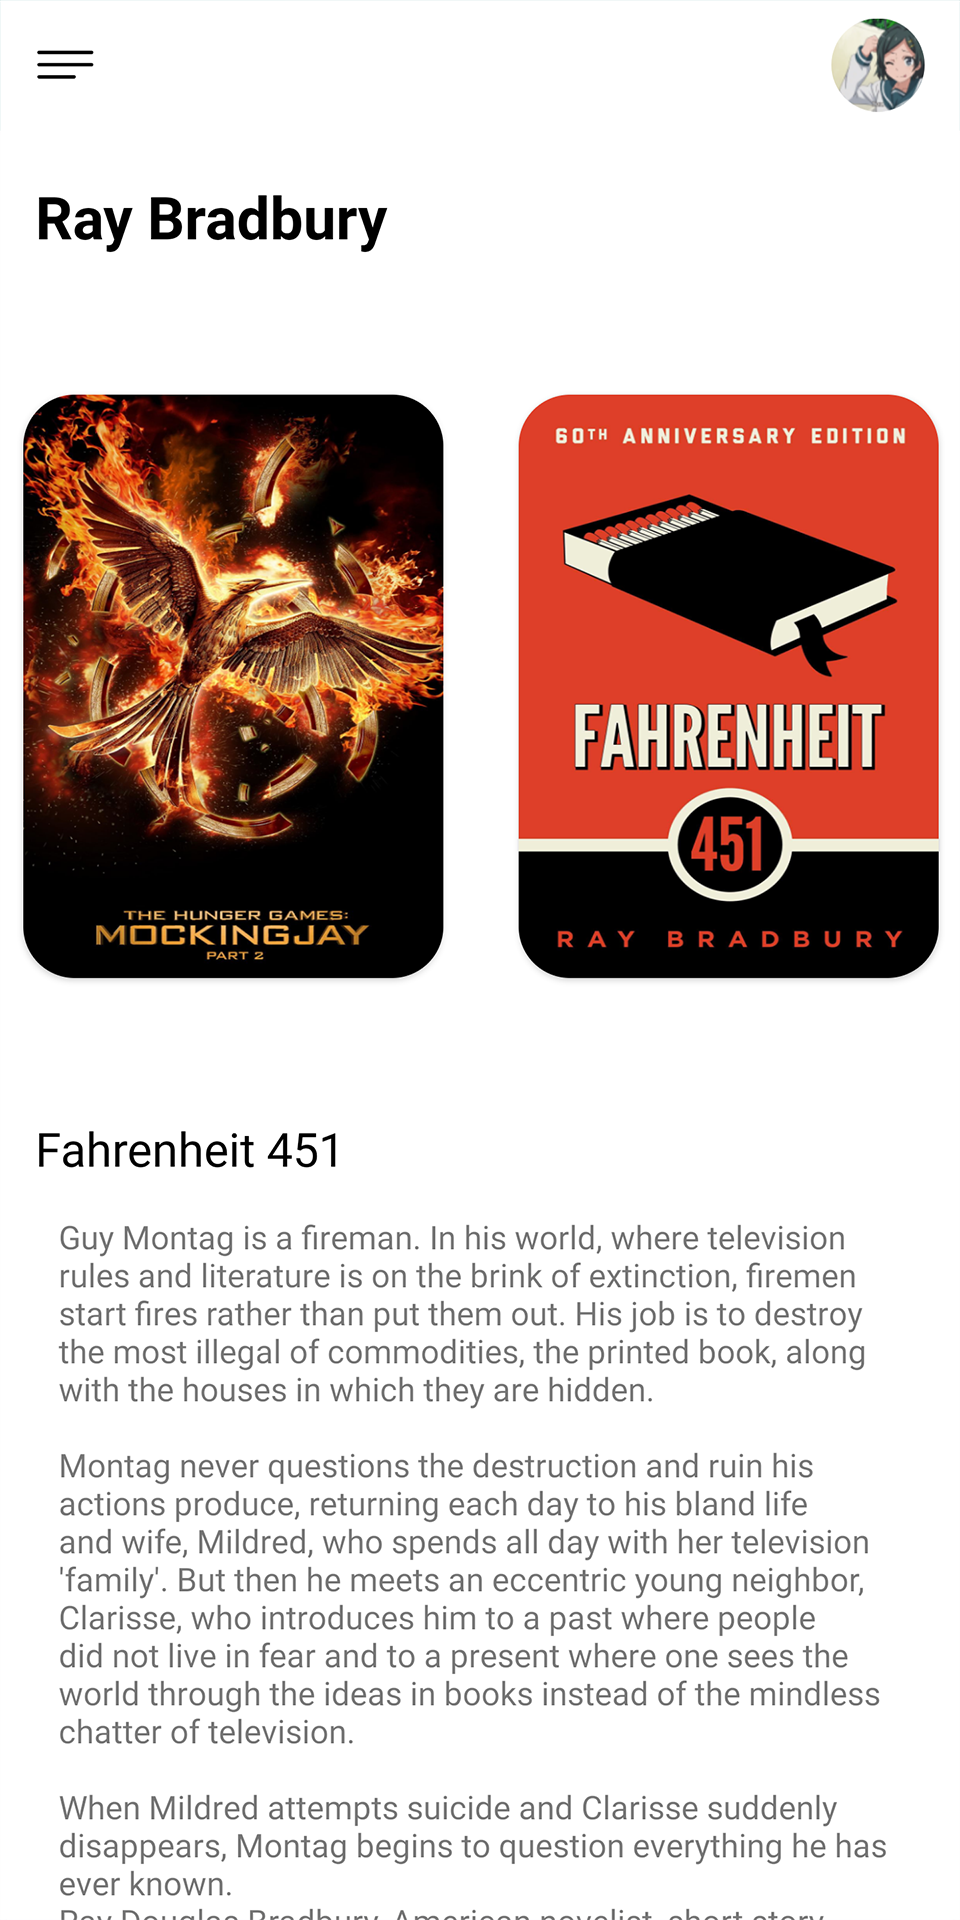 Ray Bradbury
THE HUNGER GAMES:
MOCKINGJAY
PART 2
60TH ANNIVERSARY EDITION
FAHRENHEIT
451
RAY BRADBURY
Fahrenheit 451
Guy Montag is a fireman. In his world, where television
rules and literature is on the brink of extinction, firemen
start fires rather than put them out. His job is to destroy
the most illegal of commodities, the printed book, along
with the houses in which they are hidden.
Montag never questions the destruction and ruin his
actions produce, returning each day to his bland life
and wife, Mildred, who spends all day with her television
'family'. But then he meets an eccentric young neighbor,
Clarisse, who introduces him to a past where people
did not live in fear and to a present where one sees the
world through the ideas in books instead of the mindless
chatter of television.
When Mildred attempts suicide and Clarisse suddenly
disappears, Montag begins to question everything he has
ever known.
Ray Douglas Bradbury, American novelist, short story